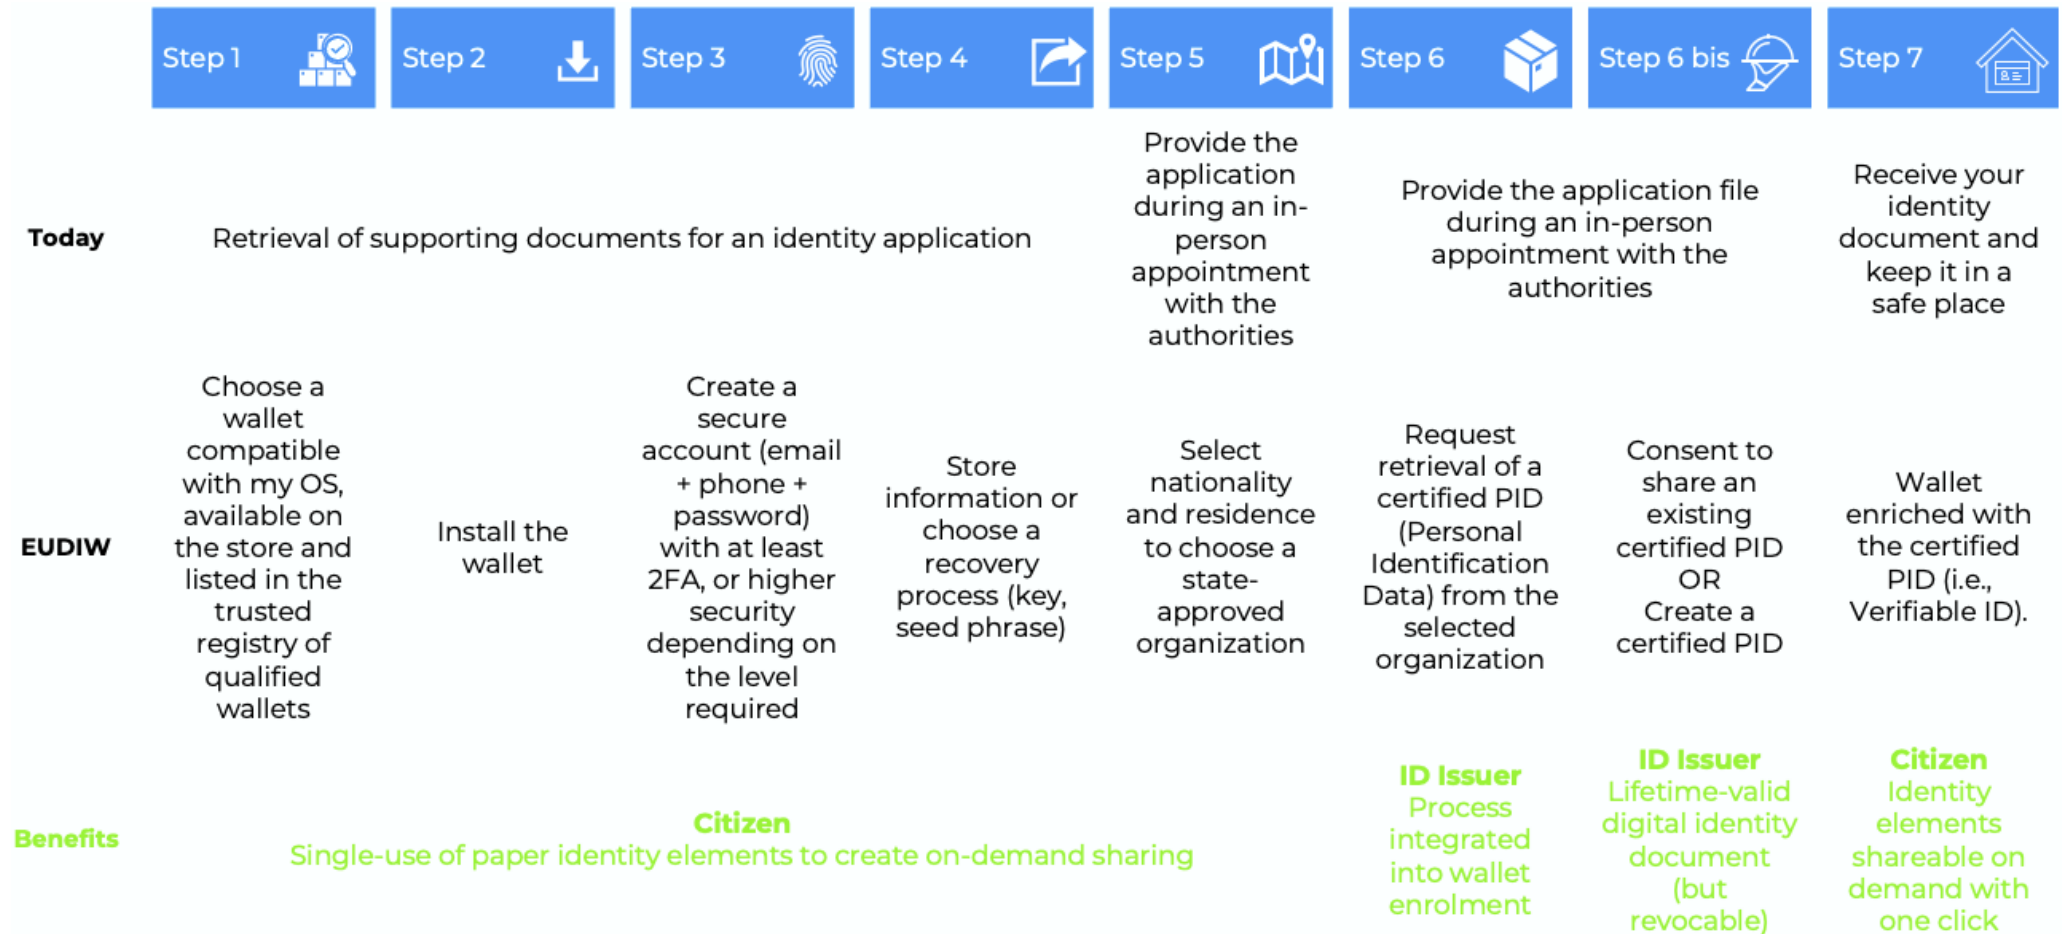 Step 1
Step 2
Step 3
Step 4
Step 5
Step 6
Step 6 bis
Step 7
Today
Retrieval of supporting documents for an identity application
Provide the
application
during an in-
person
appointment
with the
authorities
Provide the application file
during an in-person
appointment with the
authorities
Receive your
identity
document and
keep it in a
safe place
EUDIW
Choose a
wallet
compatible
with my OS,
available on
the store and
listed in the
trusted
registry of
qualified
wallets
Install the
wallet
Create a
secure
account (email
+ phone +
password)
with at least
2FA, or higher
security
depending on
the level
required
Store
information or
choose a
recovery
process (key,
seed phrase)
Select
nationality
and residence
to choose a
state-
approved
organization
Request
retrieval of a
certified PID
(Personal
Identification
Data) from the
selected
organization
Consent to
share an
existing
certified PID
OR
Create a
certified PID
Wallet
enriched with
the certified
PID (i.e.,
Verifiable ID).
Benefits
Citizen
Single-use of paper identity elements to create on-demand sharing
ID Issuer
Process
integrated
into wallet
enrolment
ID Issuer
Lifetime-valid
digital identity
document
(but
revocable)
Citizen
Identity
elements
shareable on
demand with
one click